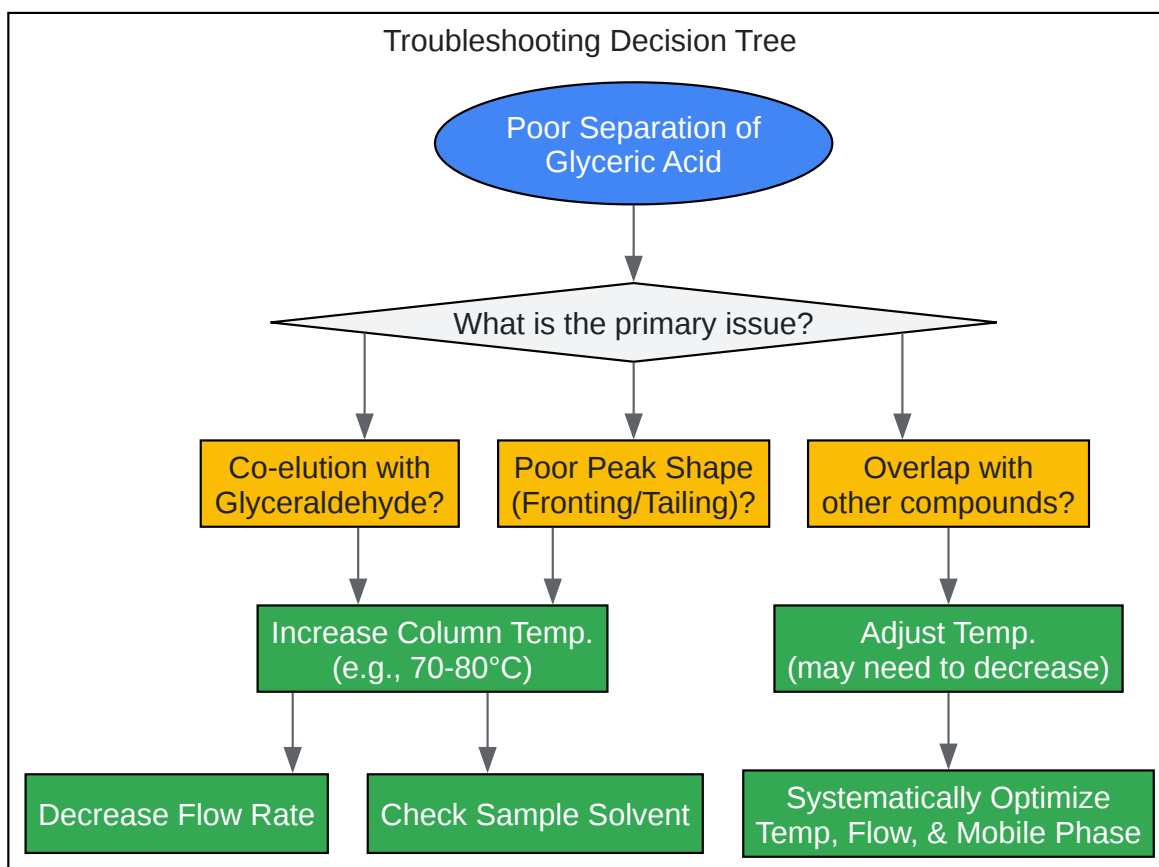 Troubleshooting Decision Tree
Poor Separation of
Glyceric Acid
What is the primary issue?
Co-elution with
Glyceraldehyde?
Poor Peak Shape
(Fronting/Tailing)?
Overlap with
other compounds?
Increase Column Temp.
(e.g., 70-80°C)
Adjust Temp.
(may need to decrease)
Decrease Flow Rate
Check Sample Solvent
Systematically Optimize
Temp, Flow, & Mobile Phase